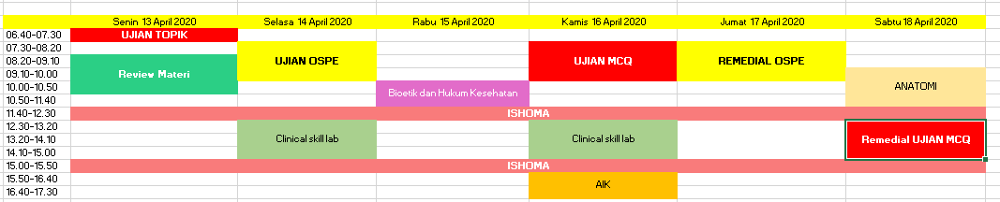 Senin 13 April 2020 Selasa 14 April 2020 Rabu 15 April 2020 Kamis 16 April 2020 Jumat 17 April 2020 Sabtu 18 April 2020
06.40-07.30 UJIAN TOPIK
07.30-08.20
08.20-09.10 UJIAN OSPE UJIAN MCQ REMEDIAL OSPE
09.10-10.00 Review Materi
10.00-10.50 ANATOMI
10.50-11.40 Bioetik dan Hukum Kesehatan
11.40-12.30 ISHOMA
12.30-13.20
13.20-14.10 Clinical skill lab Clinical skill lab Remedial UJIAN MCQ
14.10-15.00
15.00-15.50 ISHOMA
15.50-16.40 AIK
16.40-17.30